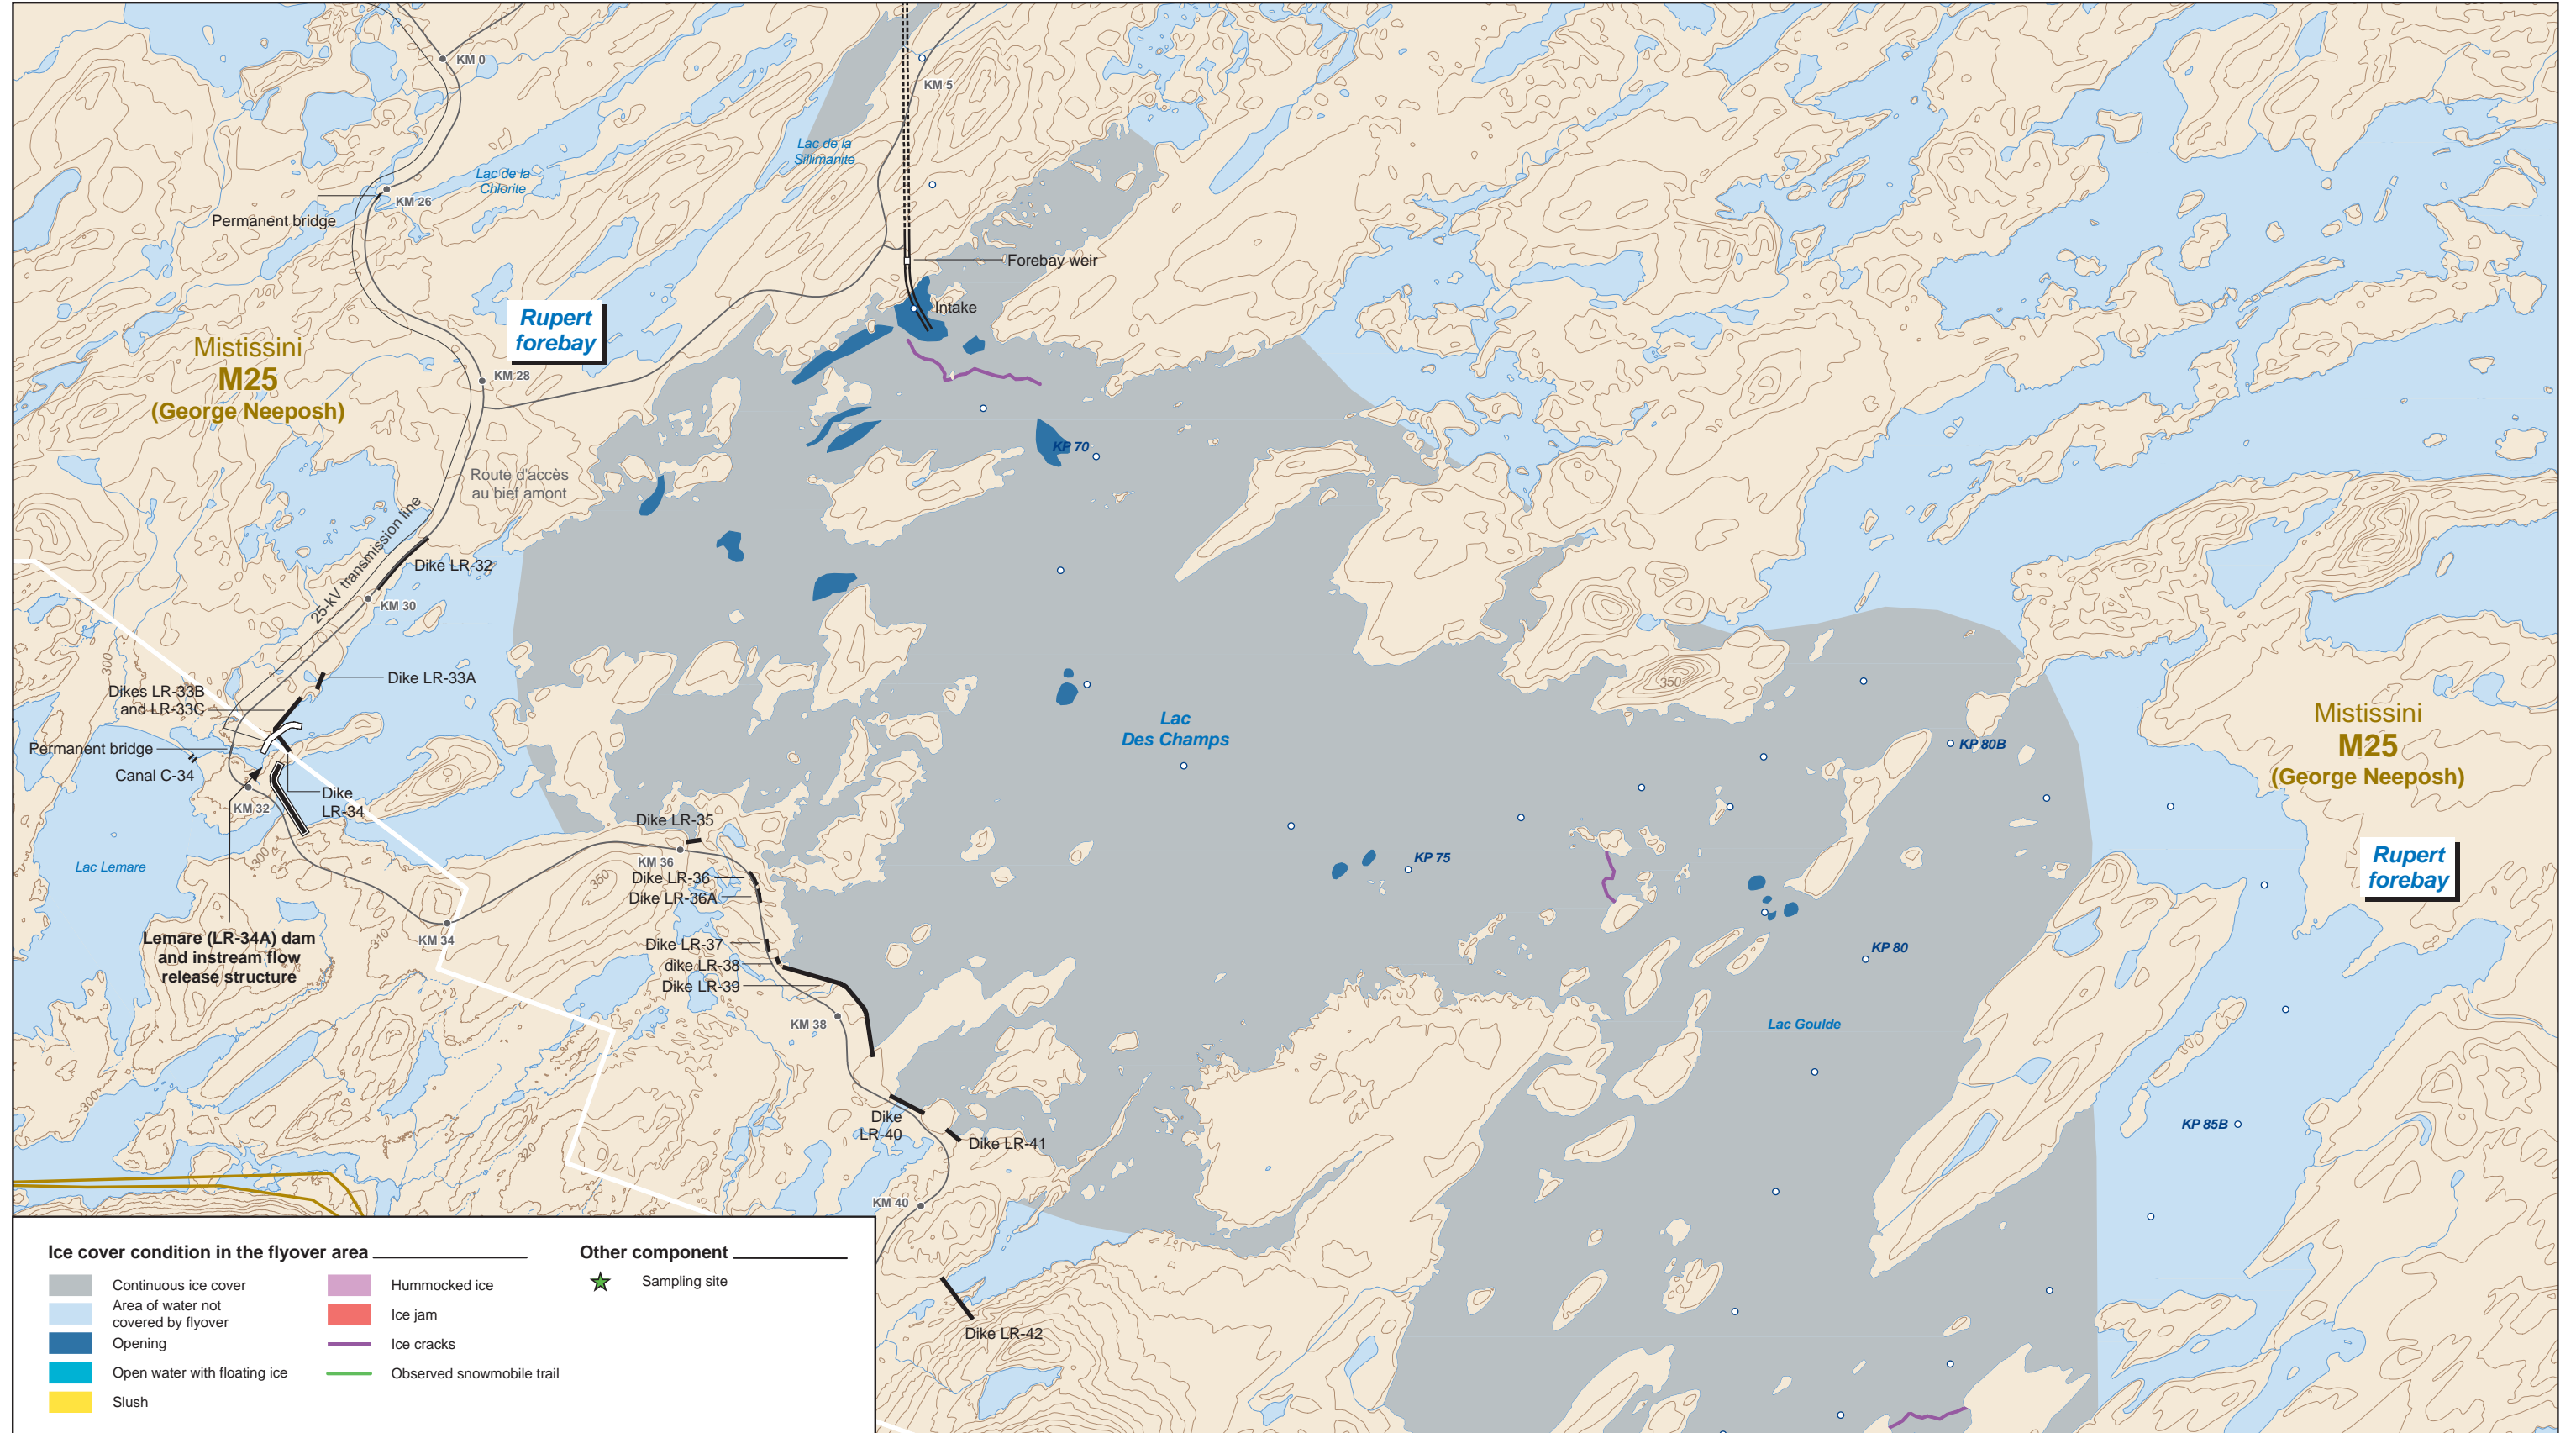 KM 0
KM 5
Lac de la
Sillimanite
Lac de la
Chlorite
KM 26
Permanent bridge
Forebay weir
Intake
Rupert
forebay
Mistissini
M25
(George Neeposh)
KM 28
KP 70
Route d'accès
au bief amont
25-kV transmission line
Dike LR-32
KM 30
300
Dike LR-33A
350
Dikes LR-33B
and LR-33C
Lac
Des Champs
Mistissini
M25
(George Neeposh)
KP 80B
Permanent bridge
Canal C-34
Dike
LR-34
KM 32
Dike LR-35
KM 36
KP 75
300
Lac Lemare
350
Dike LR-36
Dike LR-36A
Rupert
forebay
310
KM 34
Lemare (LR-34A) dam
and instream flow
release structure
Dike LR-37
dike LR-38
Dike LR-39
KP 80
KM 38
Lac Goulde
300
Dike
LR-40
Dike LR-41
KP 85B
320
KM 40
Dike LR-42
Ice cover condition in the flyover area
Continuous ice cover
Area of water not
covered by flyover
Opening
Open water with floating ice
Slush
Hummocked ice
Ice jam
Ice cracks
Observed snowmobile trail
Other component
Sampling site